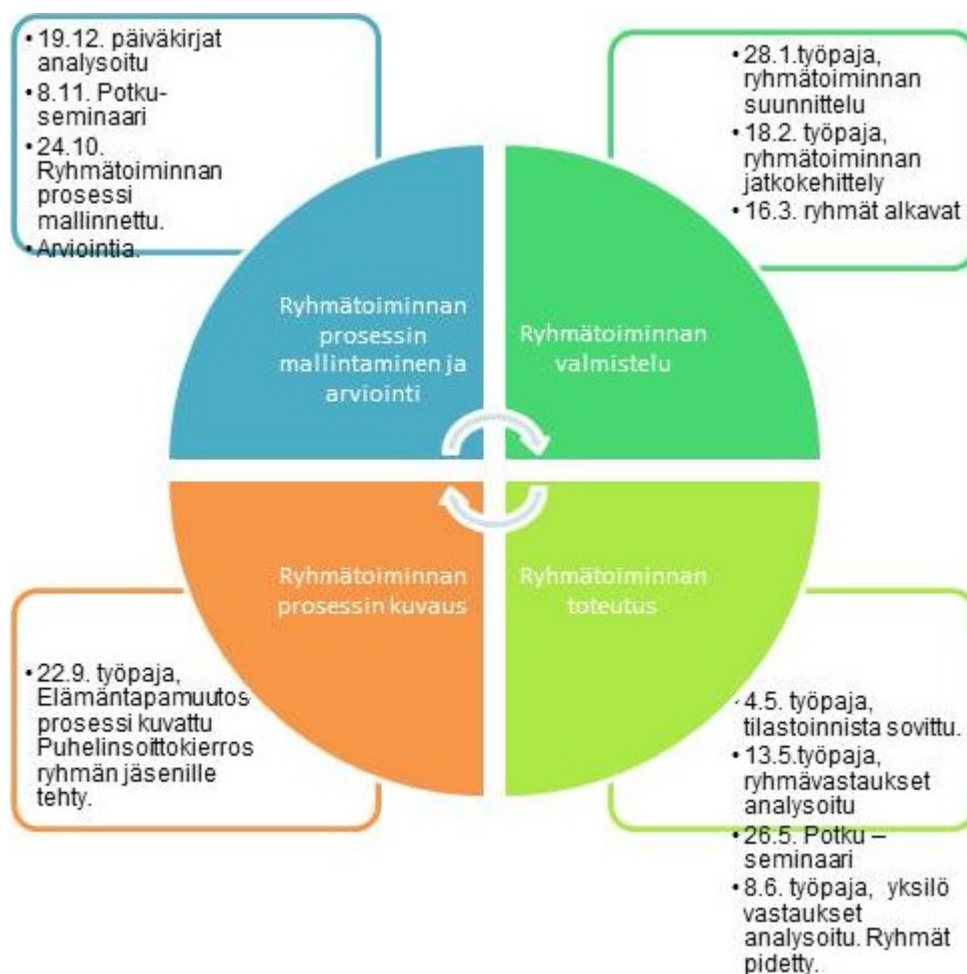 • 19.12. päiväkirjat
analysoitu
• 8.11. Potku-
seminaari
• 24.10.
Ryhmätoiminnan
prosessi
mallinnettu.
• Arviointia.
• 28.1.työpaja,
ryhmätoiminnan
suunnittelu
• 18.2. työpaja,
ryhmätoiminnan
jatkokehittely
• 16.3. ryhmät alkavat
Ryhmätoiminnan
prosessin
mallintaminen ja
arviointi
Ryhmätoiminnan
valmistelu
Ryhmätoiminnan
prosessin kuvaus
Ryhmätoiminnan
toteutus
• 22.9. työpaja,
Elämäntapamuutos
prosessi kuvattu
Puhelinsoittokierros
ryhmän jäsenille
tehty.
• 4.5. työpaja,
tilastoinnista sovittu.
• 13.5.työpaja,
ryhmävastaukset
analysoitu
• 26.5. Potku –
seminaari
• 8.6. työpaja, yksilö
vastaukset
analysoitu. Ryhmät
pidetty.